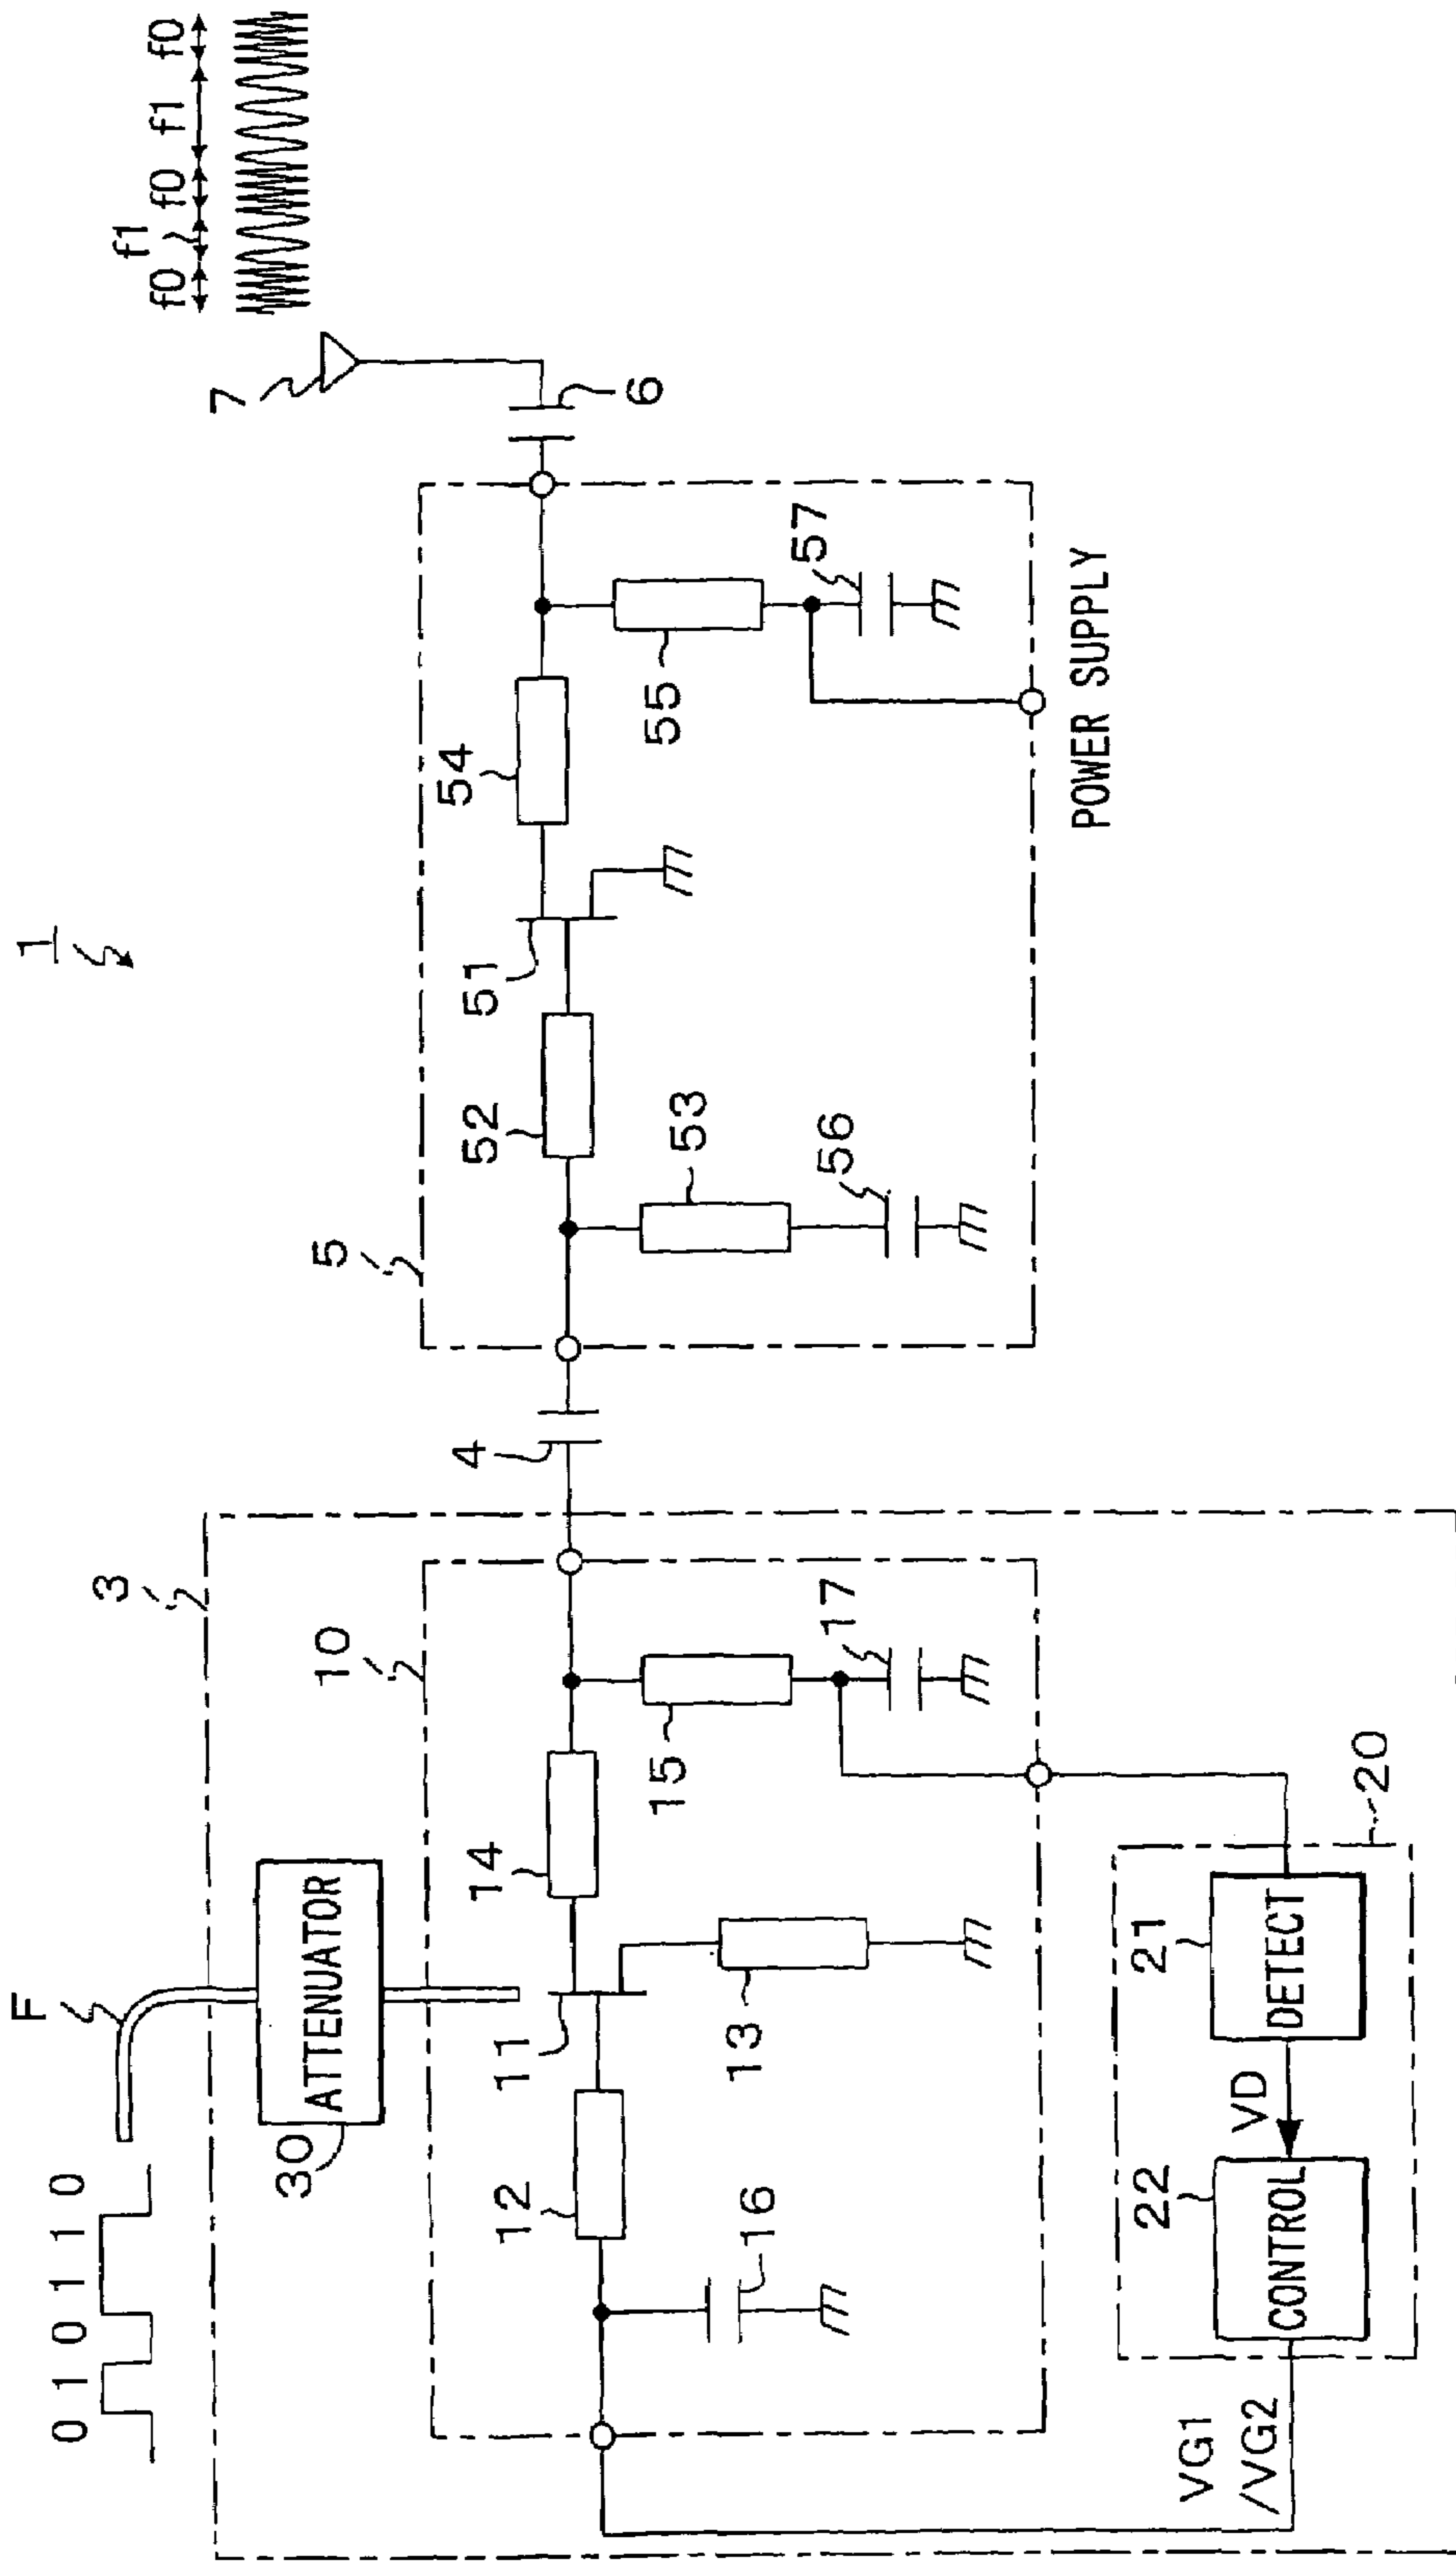 1
0 1 0 1 1 0
F
ATTENUATOR
30
3
10
11
12
13
14
15
16
17
4
5
51
52
53
54
55
56
57
6
7
f0
f1
f0
f1
f0
POWER SUPPLY
20
21
DETECT
VD
22
CONTROL
VG1
/VG2